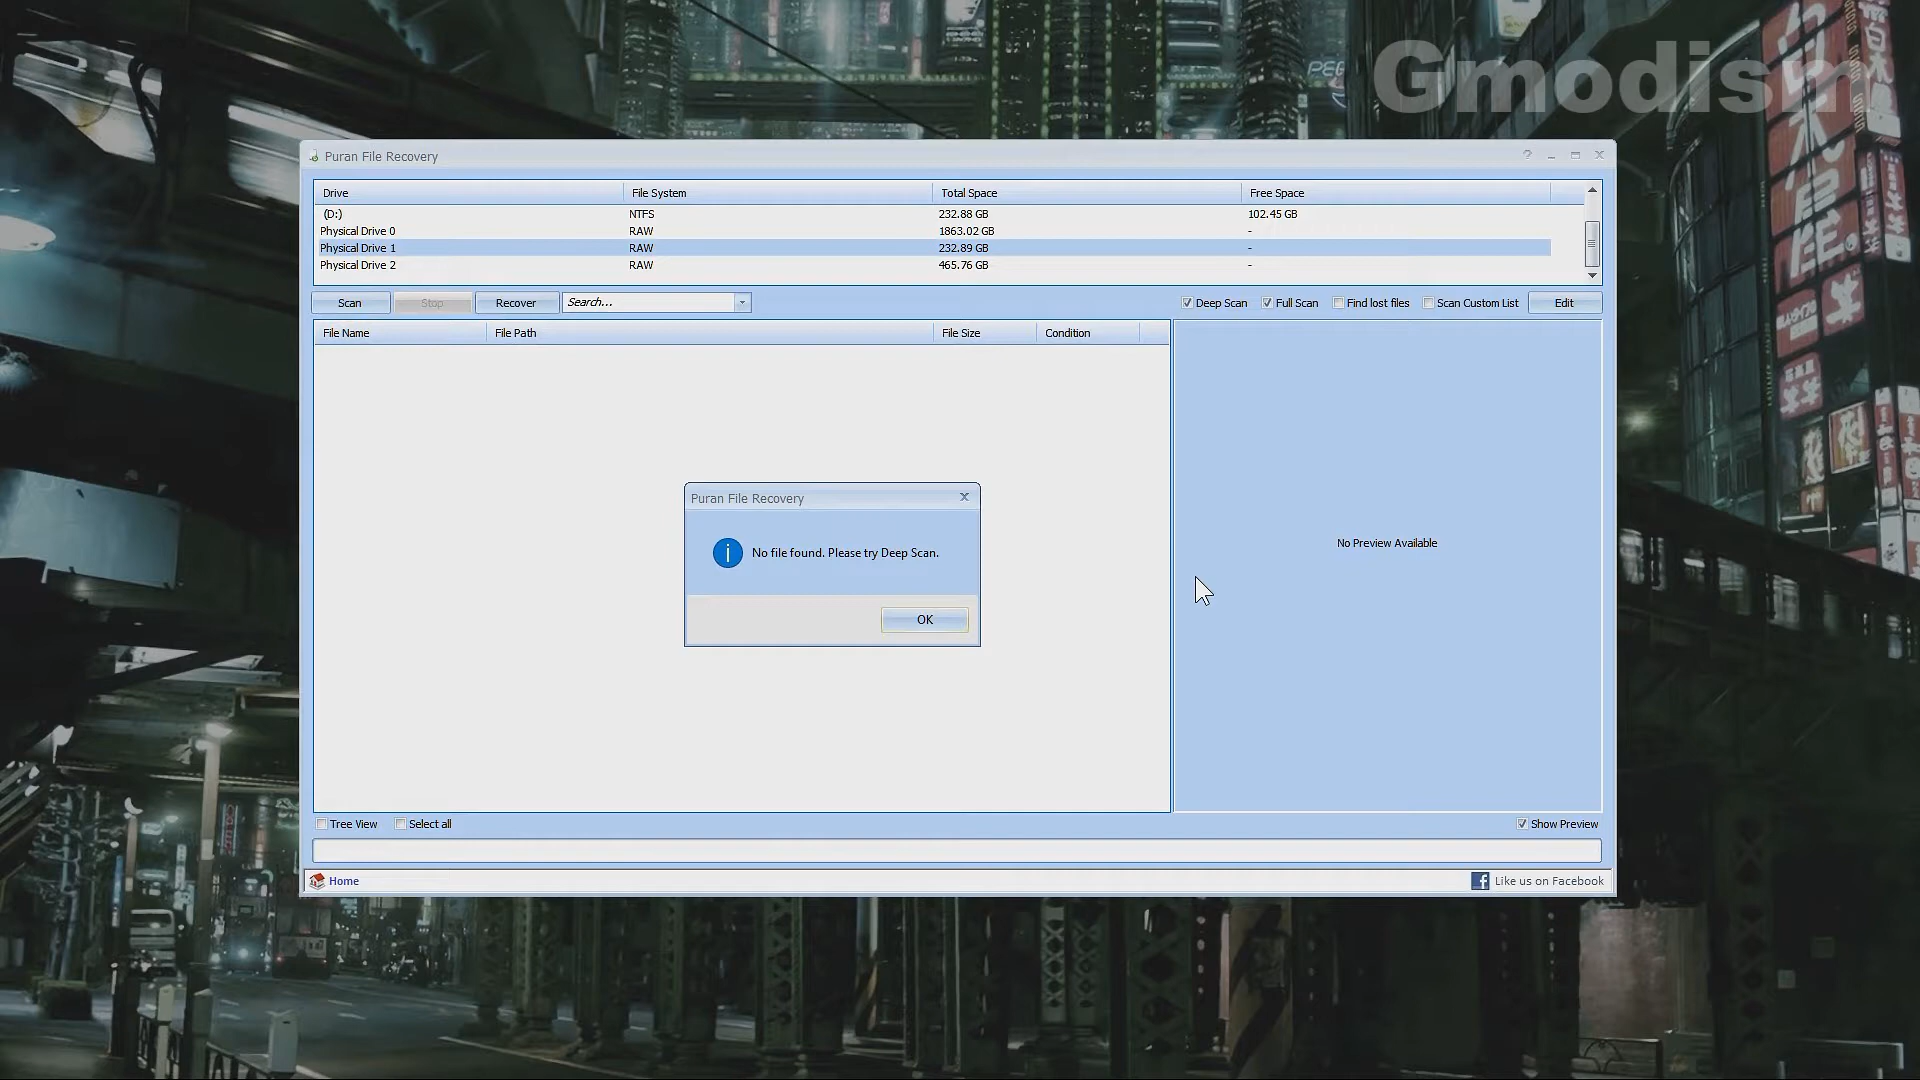 Gmodism
Puran File Recovery
Drive File System Total Space Free Space
(D:) NTFS 232.88 GB 102.45 GB
Physical Drive 0 RAW 1863.02 GB -
Physical Drive 1 RAW 232.89 GB -
Physical Drive 2 RAW 465.76 GB -
Scan Stop Recover Search... Deep Scan Full Scan Find lost files Scan Custom List Edit
File Name File Path File Size Condition
Puran File Recovery
No file found. Please try Deep Scan.
OK
No Preview Available
Tree View Select all Show Preview
Home Like us on Facebook